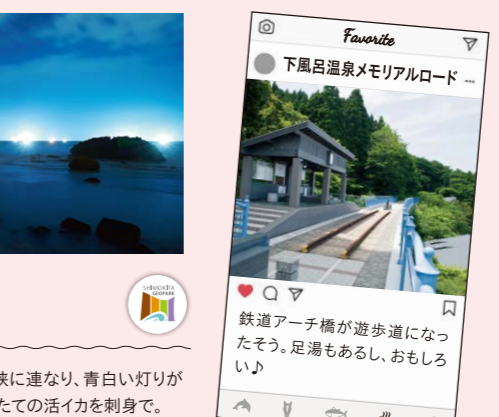 Favorite
下風呂温泉メモリアルロード ...
SHIMOKITA
GEOPARK
鉄道アーチ橋が遊歩道になっ
たそう。足湯もあるし、おもしろ
い♪
峡に連なり、青白い灯りが
たての活イカを刺身で。